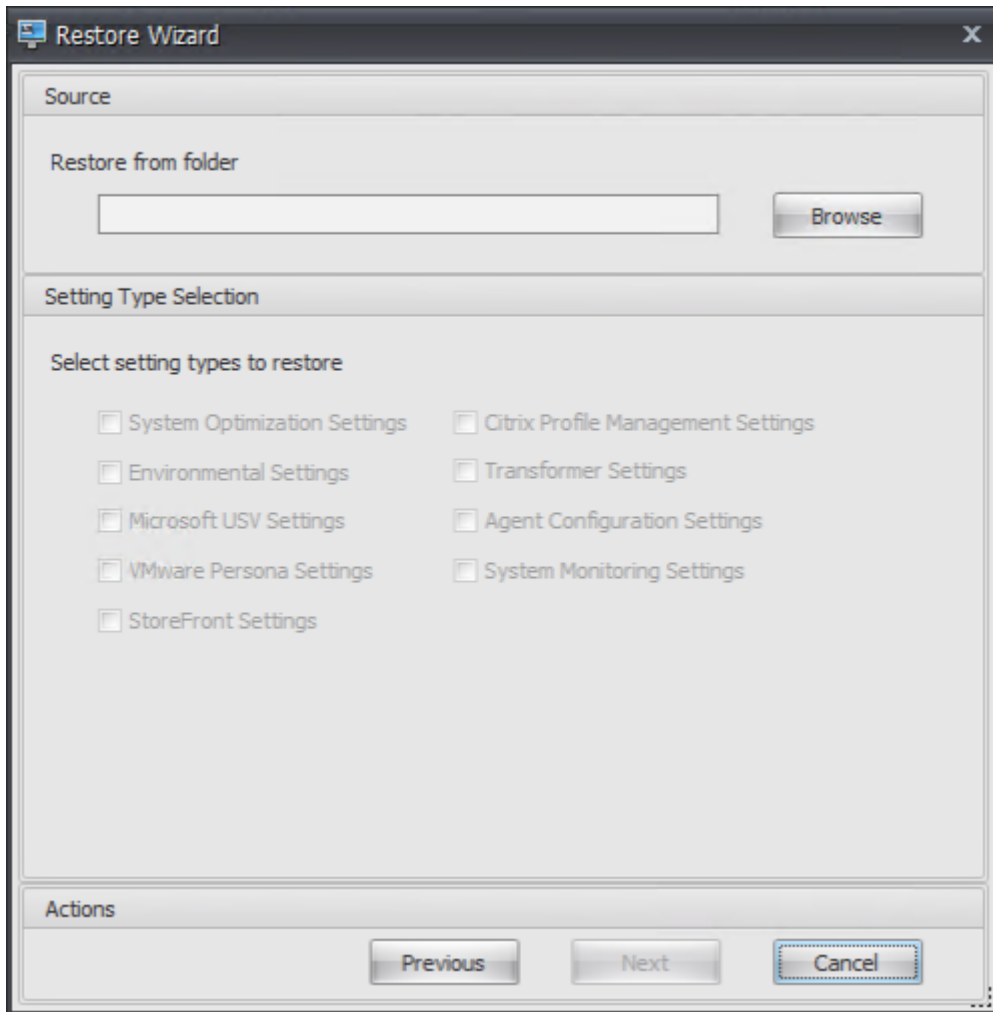 Restore Wizard
x
Source
Restore from folder
Browse
Setting Type Selection
Select setting types to restore
System Optimization Settings
Citrix Profile Management Settings
Environmental Settings
Transformer Settings
Microsoft USV Settings
Agent Configuration Settings
VMware Persona Settings
System Monitoring Settings
StoreFront Settings
Actions
Previous
Next
Cancel